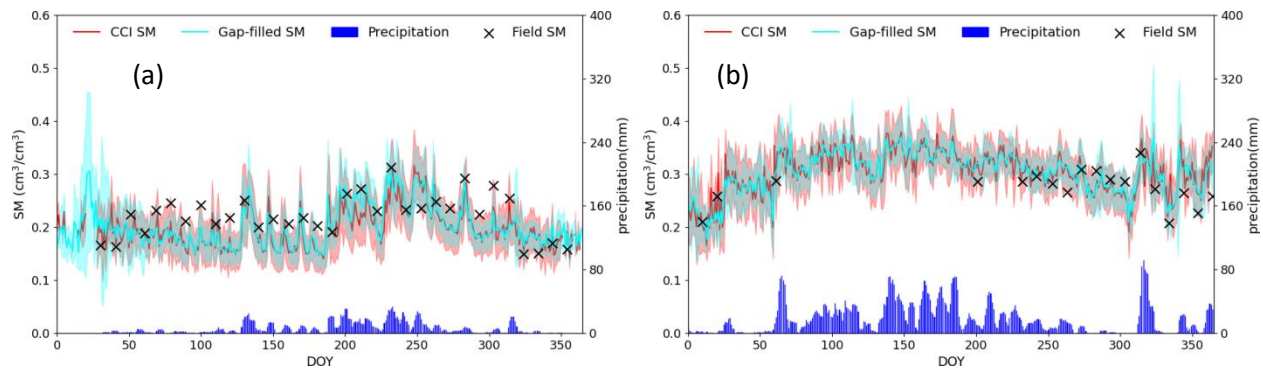 CCI SM Gap-filled SM Precipitation Field SM
(a)
SM (cm³/cm³)
0.6
0.5
0.4
0.3
0.2
0.1
0.0
400
320
240
160
80
0
precipitation(mm)
0 50 100 150 200 250 300 350
DOY
CCI SM Gap-filled SM Precipitation Field SM
(b)
SM (cm³/cm³)
0.6
0.5
0.4
0.3
0.2
0.1
0.0
400
320
240
160
80
0
precipitation(mm)
0 50 100 150 200 250 300 350
DOY